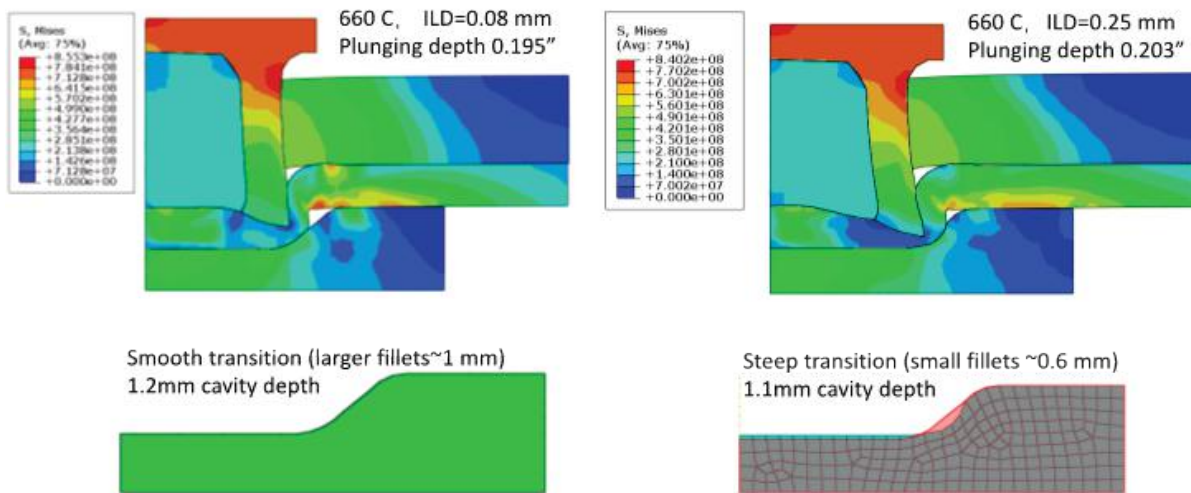 660 C, ILD=0.08 mm
Plunging depth 0.195”
S, Mises
(Avg: 75%)
+8.553e+08
+7.841e+08
+7.128e+08
+6.415e+08
+5.702e+08
+4.990e+08
+4.277e+08
+3.564e+08
+2.851e+08
+2.138e+08
+1.426e+08
+7.128e+07
+0.000e+00
660 C, ILD=0.25 mm
Plunging depth 0.203”
S, Mises
(Avg: 75%)
+8.402e+08
+7.702e+08
+7.002e+08
+6.301e+08
+5.601e+08
+4.901e+08
+4.201e+08
+3.501e+08
+2.801e+08
+2.100e+08
+1.400e+08
+7.002e+07
+0.000e+00
Smooth transition (larger fillets~1 mm)
1.2mm cavity depth
Steep transition (small fillets ~0.6 mm)
1.1mm cavity depth